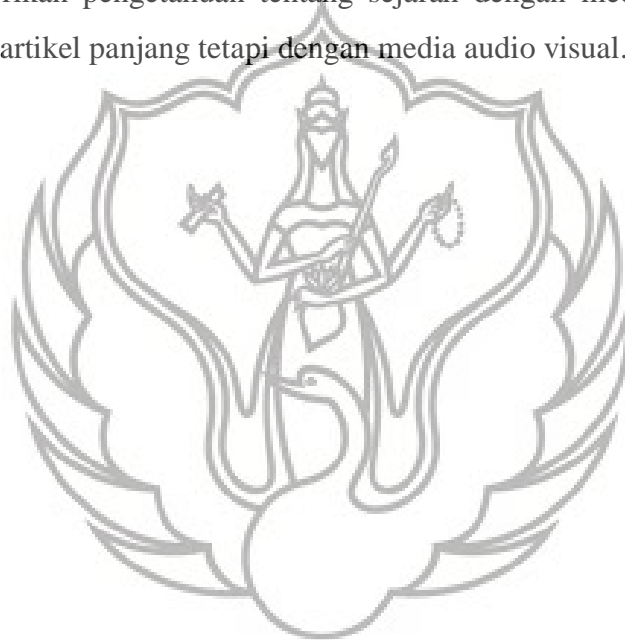 pengetahuan tentang sejarah dengan
artikel panjang tetapi dengan media audio visual.